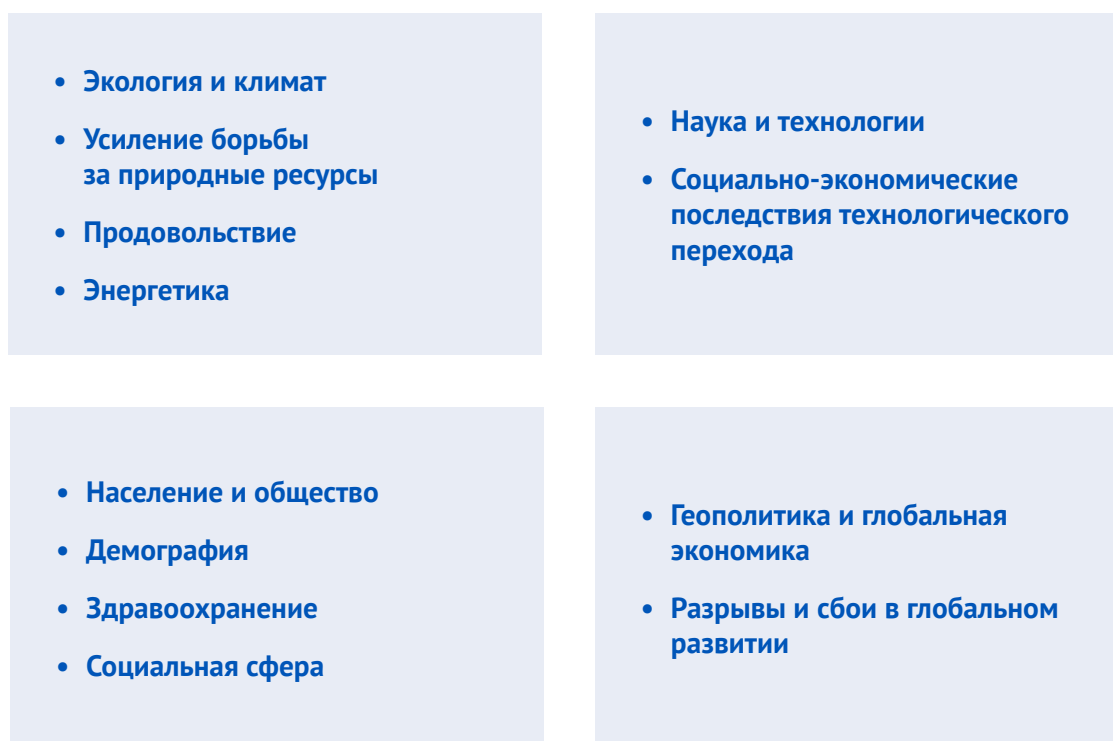 • Экология и климат
• Усиление борьбы
за природные ресурсы
• Продовольствие
• Энергетика
• Наука и технологии
• Социально-экономические
последствия технологического
перехода
• Население и общество
• Демография
• Здравоохранение
• Социальная сфера
• Геополитика и глобальная
экономика
• Разрывы и сбои в глобальном
развитии